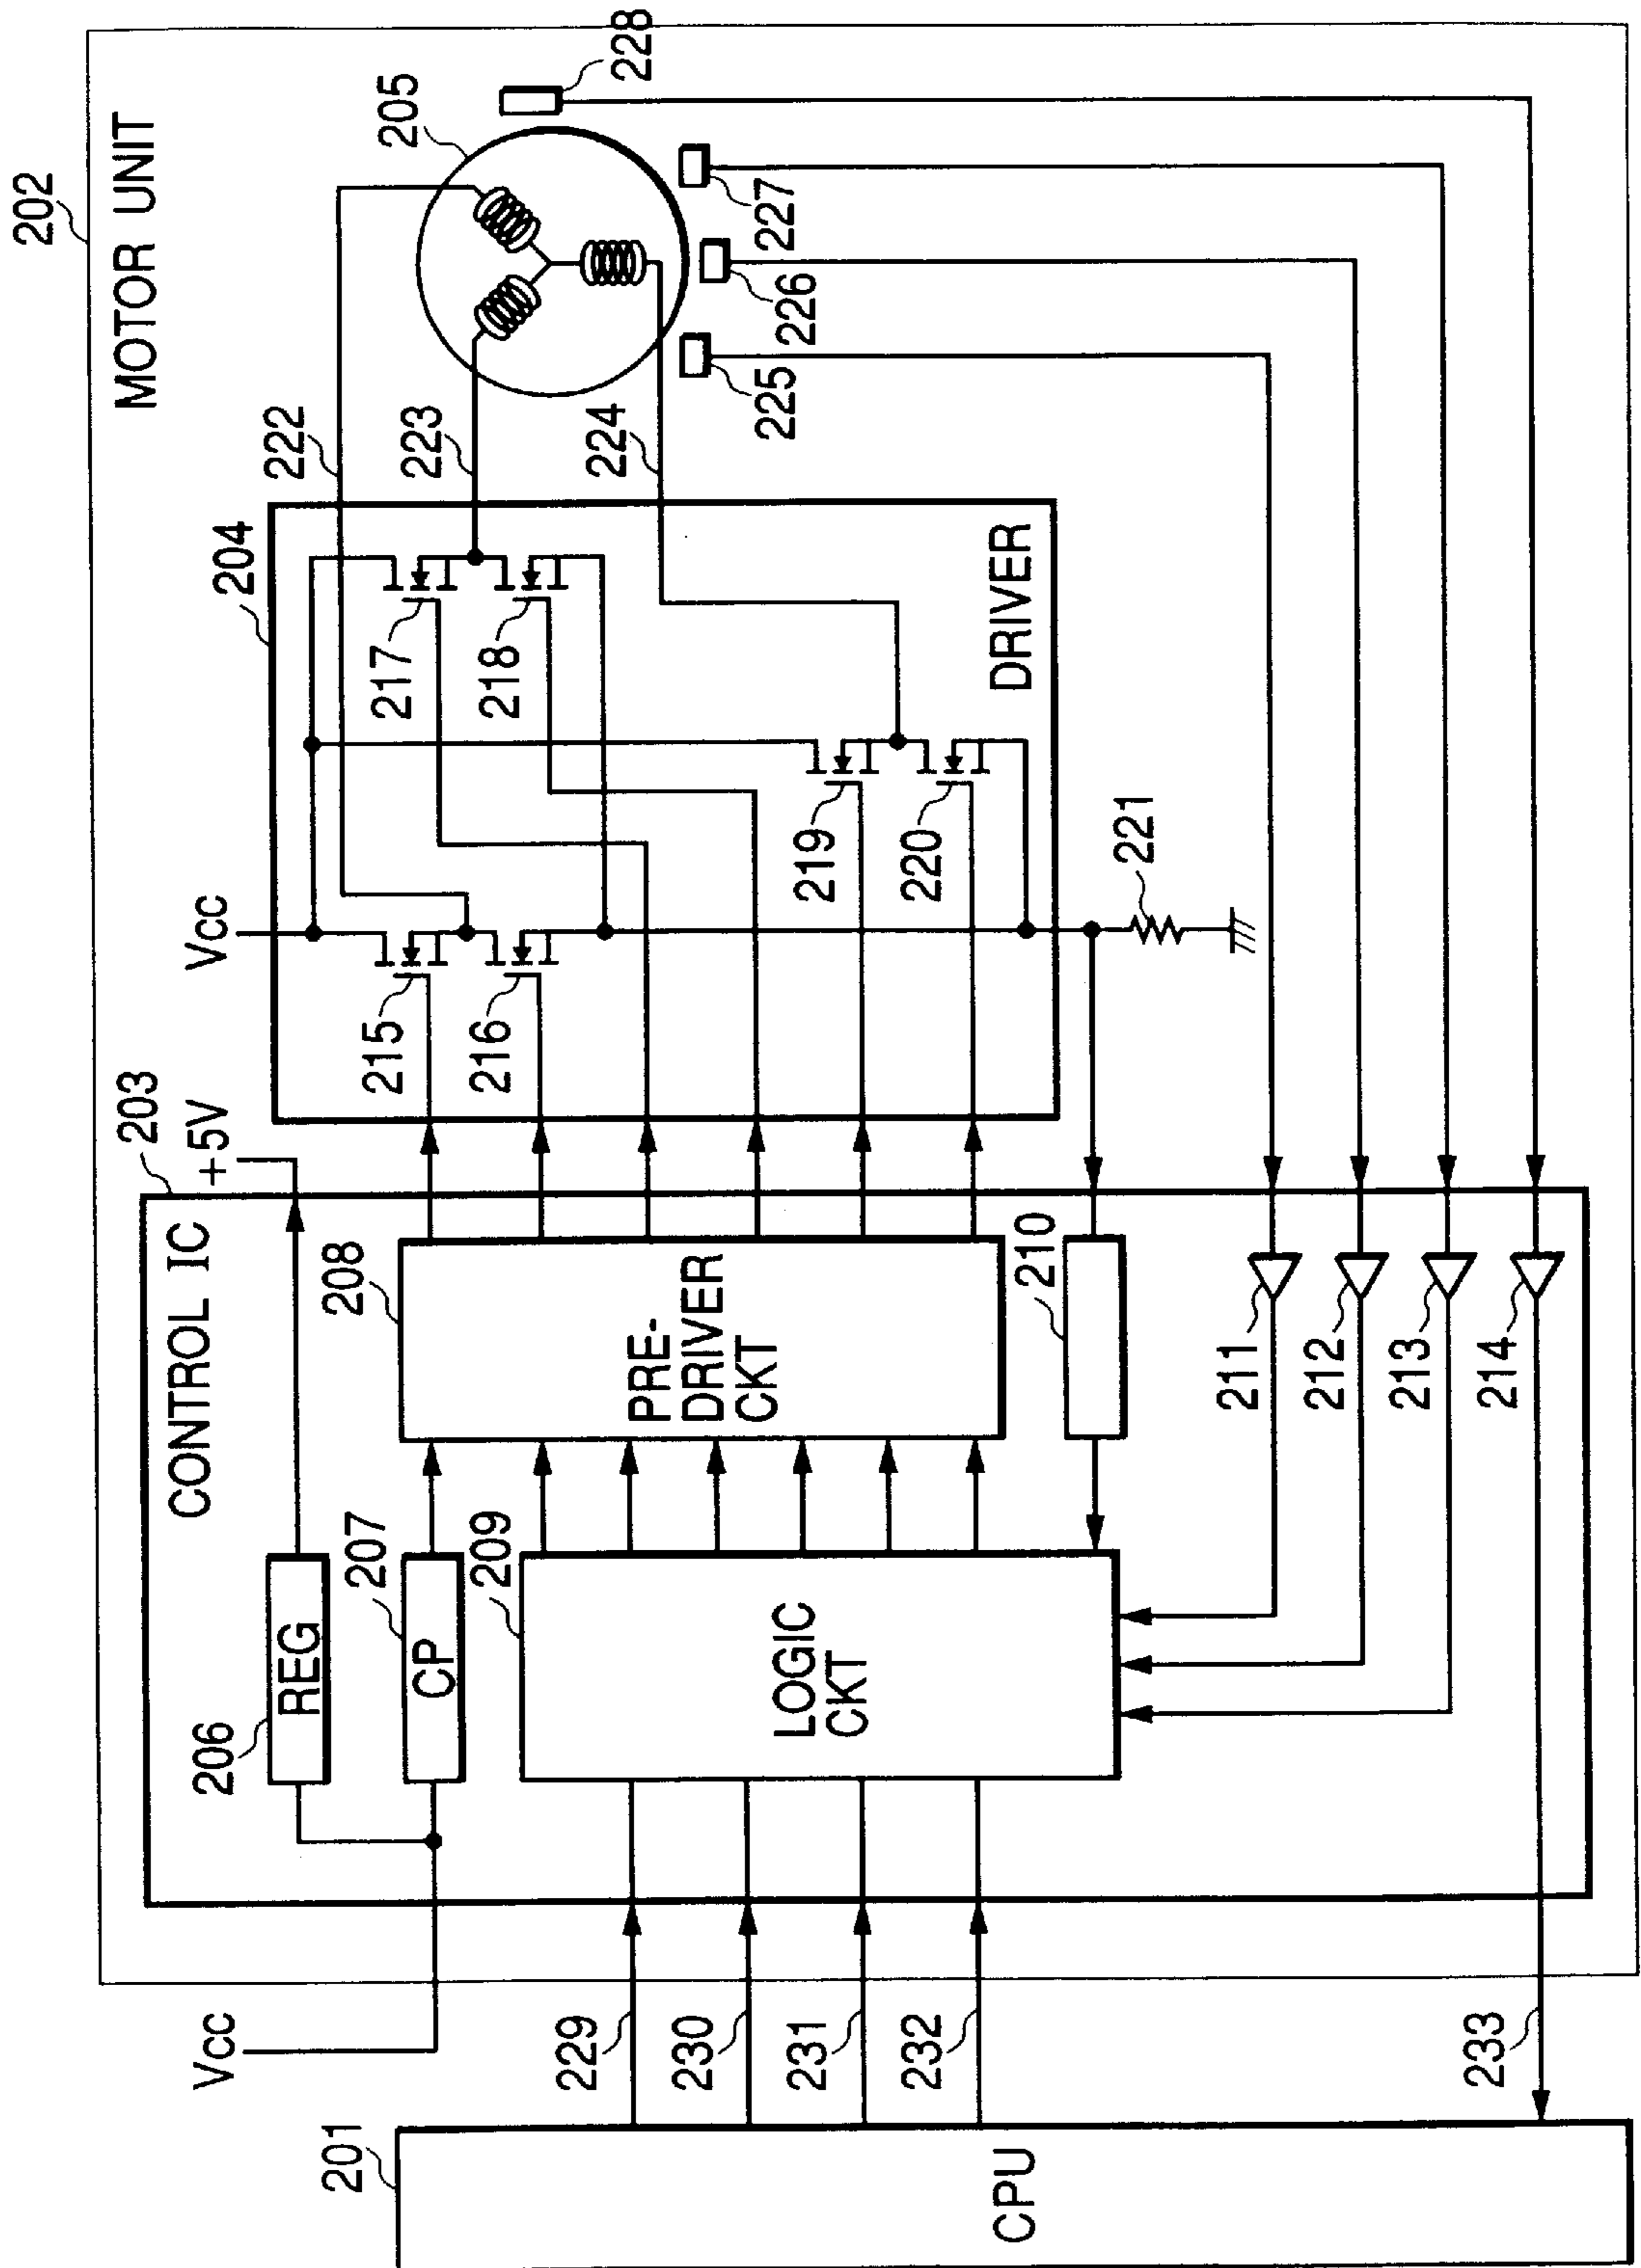 202
MOTOR UNIT
203
CONTROL IC
+5V
206
REG
207
CP
208
PRE-
DRIVER
CKT
209
LOGIC
CKT
210
211
212
213
214
204
Vcc
215
216
217
218
219
220
DRIVER
221
222
223
224
205
225
226
227
228
Vcc
229
230
231
232
233
201
CPU